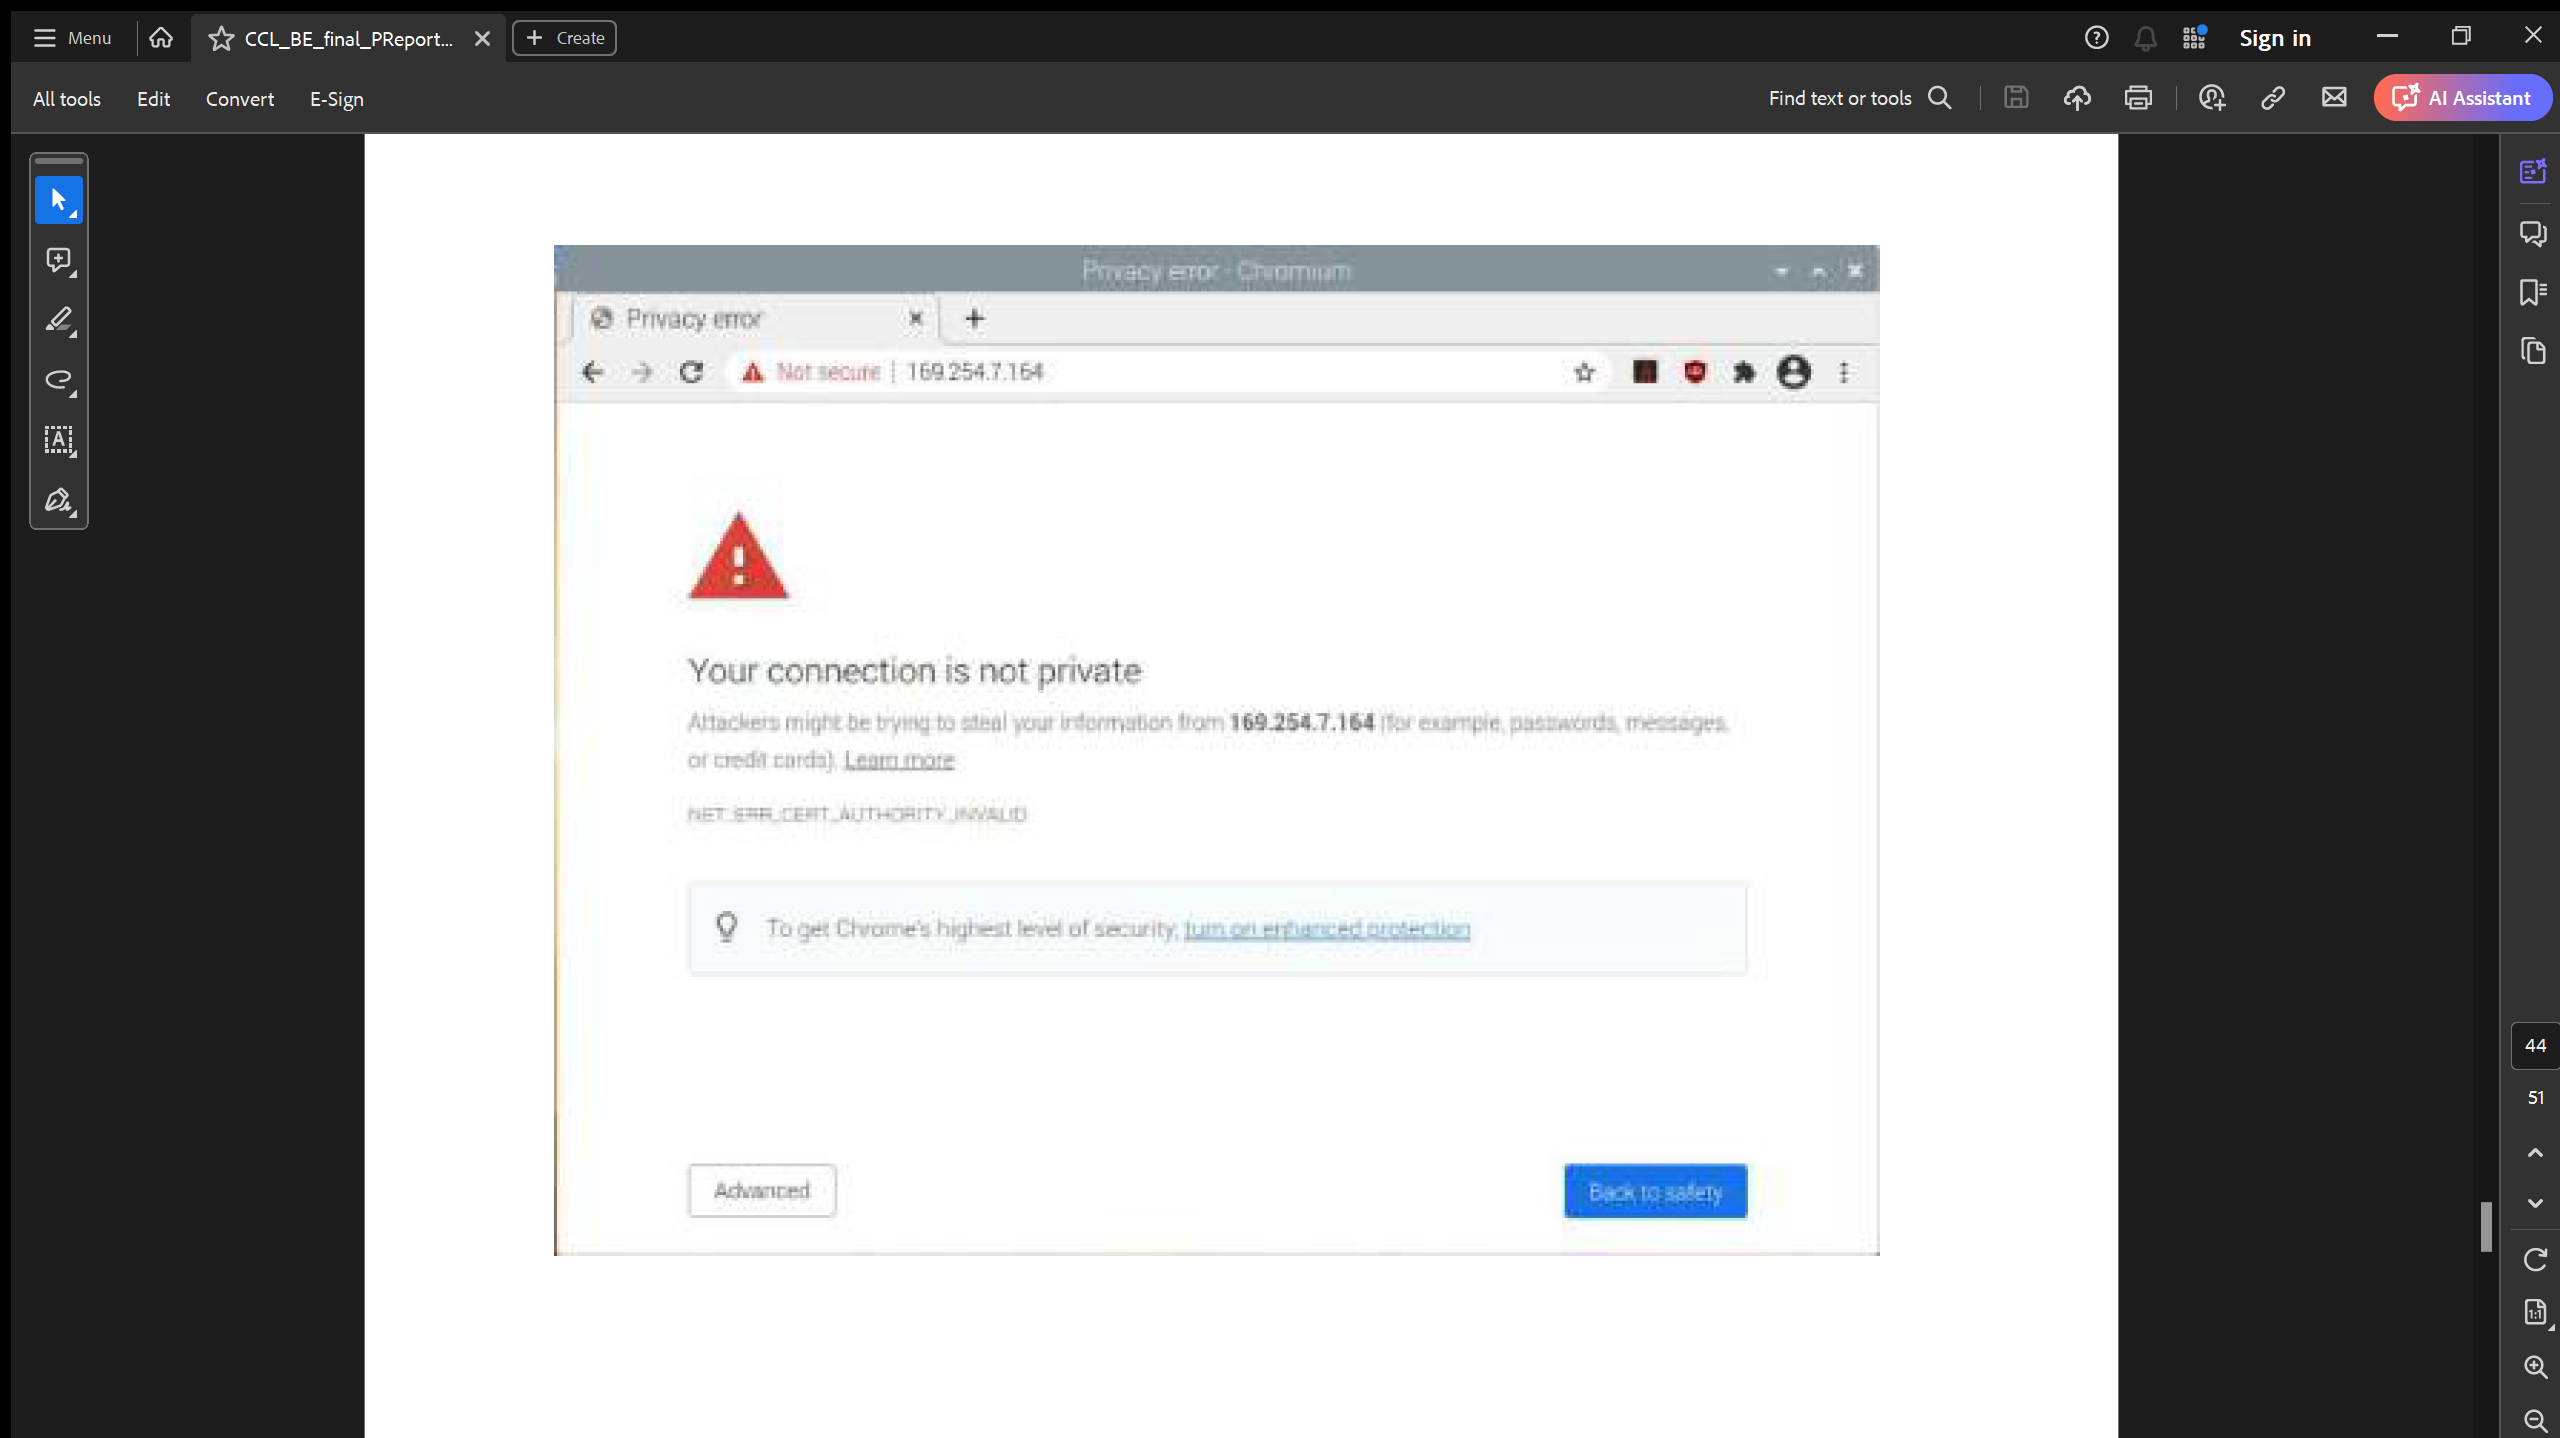 Menu
CCL_BE_final_PReport...
Create
Sign in
All tools
Edit
Convert
E-Sign
Find text or tools
AI Assistant
Privacy error - Chromium
Privacy error
Not secure | 169.254.7.164
Your connection is not private
Attackers might be trying to steal your information from 169.254.7.164 (for example, passwords, messages,
or credit cards). Learn more
NET::ERR_CERT_AUTHORITY_INVALID
To get Chrome's highest level of security, turn on enhanced protection
Advanced
Back to safety
44
51